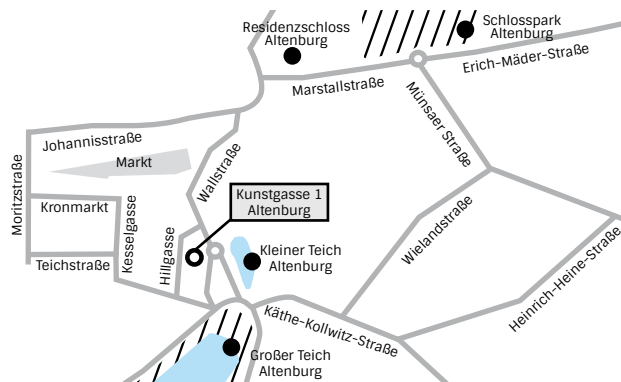 Residenzschloss
Altenburg
Schlosspark
Altenburg
Erich-Mäder-Straße
Marstallstraße
Münsaer Straße
Johannisstraße
Markt
Moritzstraße
Wallstraße
Kronmarkt
Kesselgasse
Kunstgasse 1
Altenburg
Wielandstraße
Hillgasse
Teichstraße
Kleiner Teich
Altenburg
Heinrich-Heine-Straße
Käthe-Kollwitz-Straße
Großer Teich
Altenburg